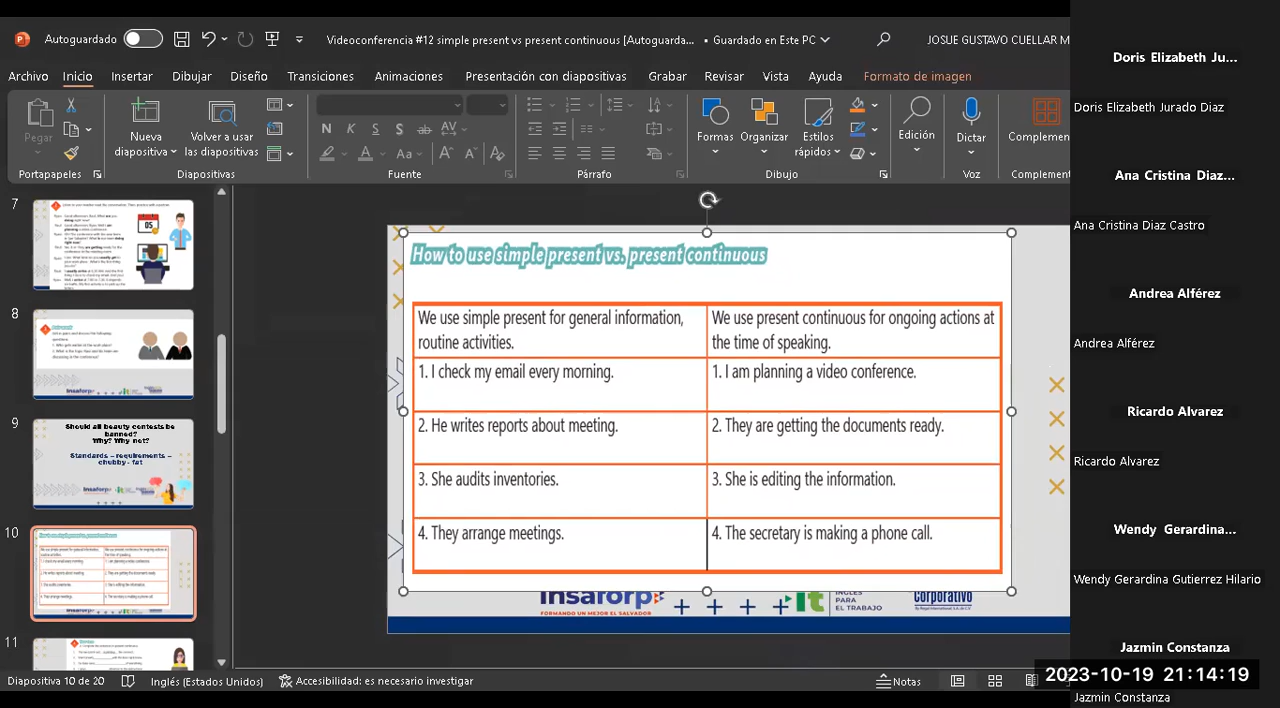 Autoguardado
Videoconferencia #12 simple present vs present continuous [Autoguarda... • Guardado en Este PC
JOSUE GUSTAVO CUELLAR M
Archivo Inicio Insertar Dibujar Diseño Transiciones Animaciones Presentación con diapositivas Grabar Revisar Vista Ayuda Formato de imagen
Pegar
Nueva diapositiva
Volver a usar las diapositivas
Formas
Organizar
Estilos rápidos
Edición
Dictar
Complemen
Portapapeles Diapositivas Fuente Párrafo Dibujo Voz Complement
7
8
9
Should all beauty contests be
banned?
Why? Why not?
Standards – requirements –
chubby - fat
10
11
How to use simple present vs. present continuous
We use simple present for general information,
routine activities.
We use present continuous for ongoing actions at
the time of speaking.
1. I check my email every morning.
1. I am planning a video conference.
2. He writes reports about meeting.
2. They are getting the documents ready.
3. She audits inventories.
3. She is editing the information.
4. They arrange meetings.
4. The secretary is making a phone call.
Insaforp
FORMANDO UN MEJOR EL SALVADOR
INGLÉS
PARA
EL TRABAJO
corporativo
Doris Elizabeth Ju...
Doris Elizabeth Jurado Diaz
Ana Cristina Diaz...
Ana Cristina Diaz Castro
Andrea Alférez
Andrea Alférez
Ricardo Alvarez
Ricardo Alvarez
Wendy Gerardina...
Wendy Gerardina Gutierrez Hilario
Jazmin Constanza
2023-10-19 21:14:19
Jazmin Constanza
Diapositiva 10 de 20
Inglés (Estados Unidos)
Accesibilidad: es necesario investigar
Notas